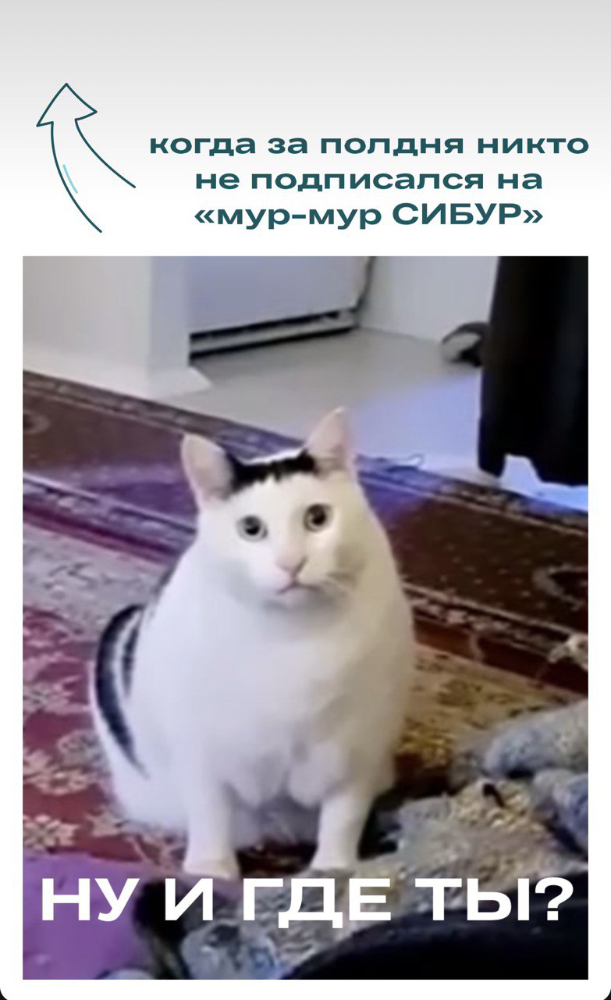 когда за полдня никто
не подписался на
«мур-мур СИБУР»
НУ И ГДЕ ТЫ?